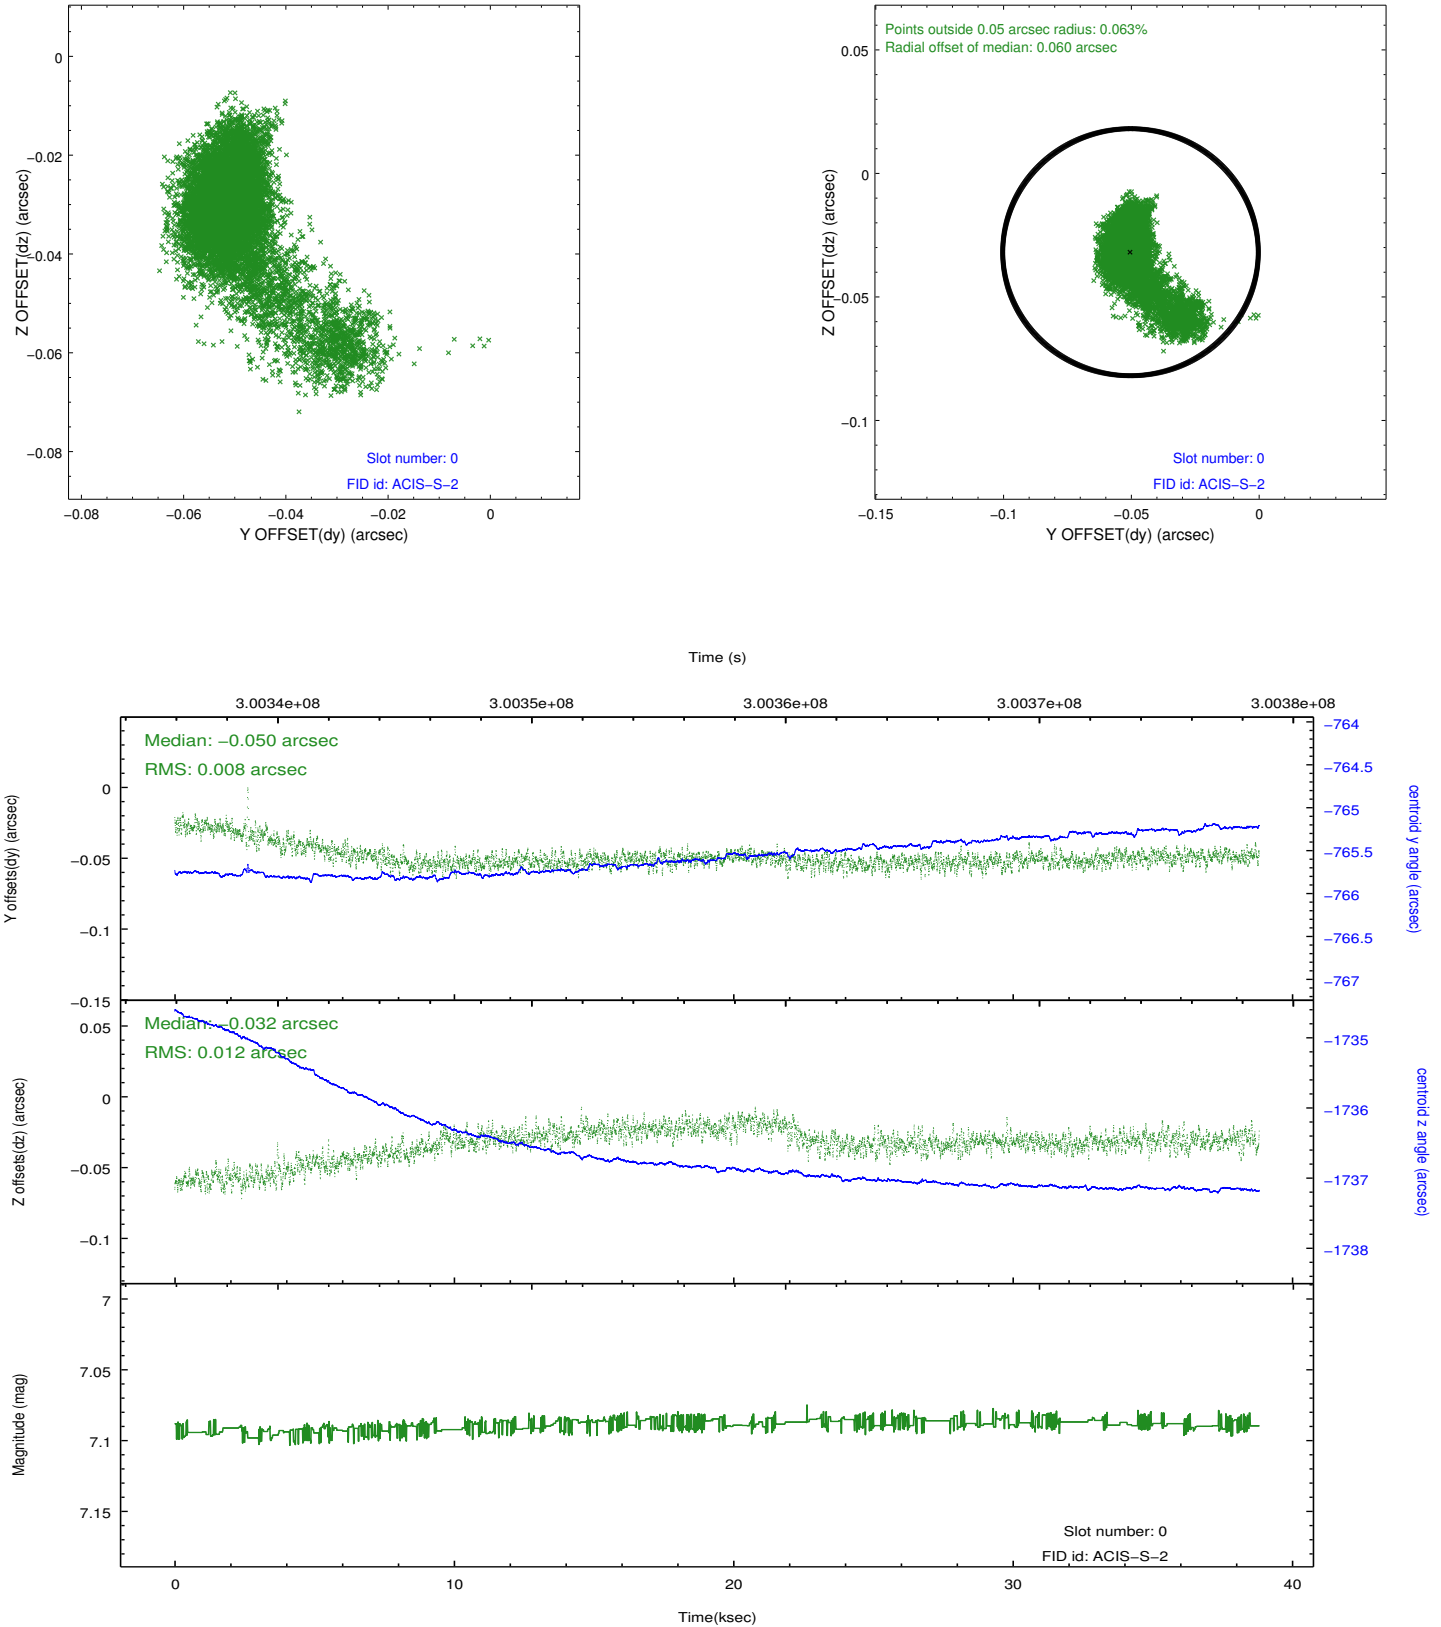 0
−0.02
−0.04
−0.06
−0.08
Z OFFSET(dz) (arcsec)
Slot number: 0
FID id: ACIS−S−2
−0.08
−0.06
−0.04
−0.02
0
Y OFFSET(dy) (arcsec)
Points outside 0.05 arcsec radius: 0.063%
Radial offset of median: 0.060 arcsec
0.05
0
−0.05
−0.1
Z OFFSET(dz) (arcsec)
Slot number: 0
FID id: ACIS−S−2
−0.15
−0.1
−0.05
0
Y OFFSET(dy) (arcsec)
Time (s)
3.0034e+08
3.0035e+08
3.0036e+08
3.0037e+08
3.0038e+08
Median: −0.050 arcsec
RMS: 0.008 arcsec
0
−0.05
−0.1
−0.15
Y offsets(dy) (arcsec)
−764
−764.5
−765
−765.5
−766
−766.5
−767
centroid y angle (arcsec)
Median: −0.032 arcsec
RMS: 0.012 arcsec
0.05
0
−0.05
−0.1
Z offsets(dz) (arcsec)
−1735
−1736
−1737
−1738
centroid z angle (arcsec)
7
7.05
7.1
7.15
Magnitude (mag)
Slot number: 0
FID id: ACIS−S−2
0
10
20
30
40
Time(ksec)